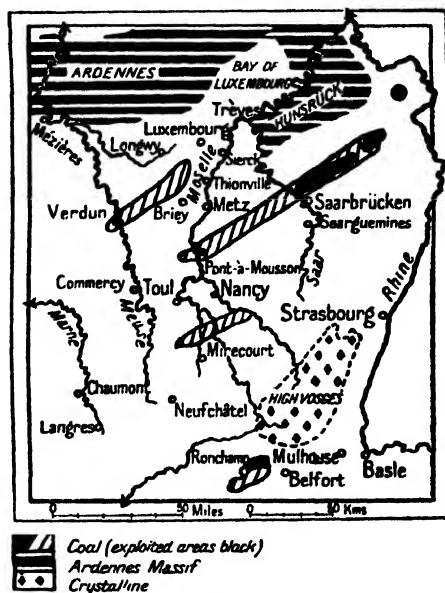 ARDENNES
BAY OF
LUXEMBOURG
Trèves
HUNSRÜCK
Mézières
Longwy
Luxembourg
Sierck
Moselle
Thionville
Verdun
Briey
Metz
Saarbrücken
Saarguemines
Pont-à-Mousson
Saar
Commercy
Toul
Nancy
Meuse
Strasbourg
Rhine
Marne
Mirecourt
Chaumont
Neufchâtel
HIGH VOSGES
Langres
Ronchamp
Mulhouse
Belfort
Basle
0 50 Miles 0 80 Kms
Coal (exploited areas black)
Ardennes Massif
Crystalline